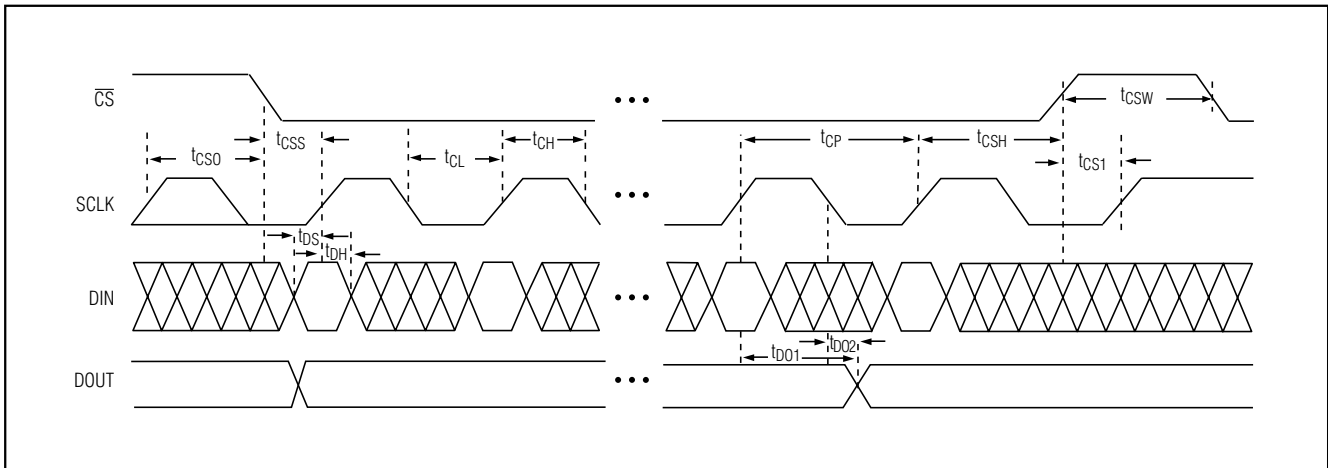 CS
tCSW
tCSS
tCH
tCP
tCSH
tCSO
tCL
tCS1
SCLK
tDS
tDH
DIN
tDO1
tDO2
DOUT